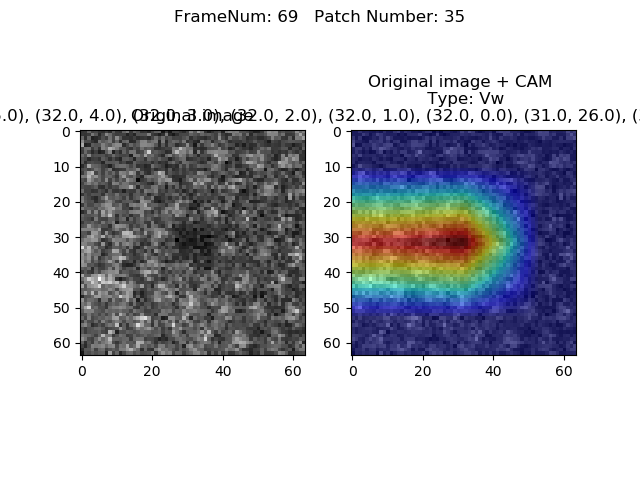 FrameNum: 69   Patch Number: 35
Original image + CAM
Type: Vw
.0), (32.0, 4.0), (32.0, 3.0), (32.0, 2.0), (32.0, 1.0), (32.0, 0.0), (31.0, 26.0), (3
Original image
0
10
20
30
40
50
60
0 20 40 60
0
10
20
30
40
50
60
0 20 40 60